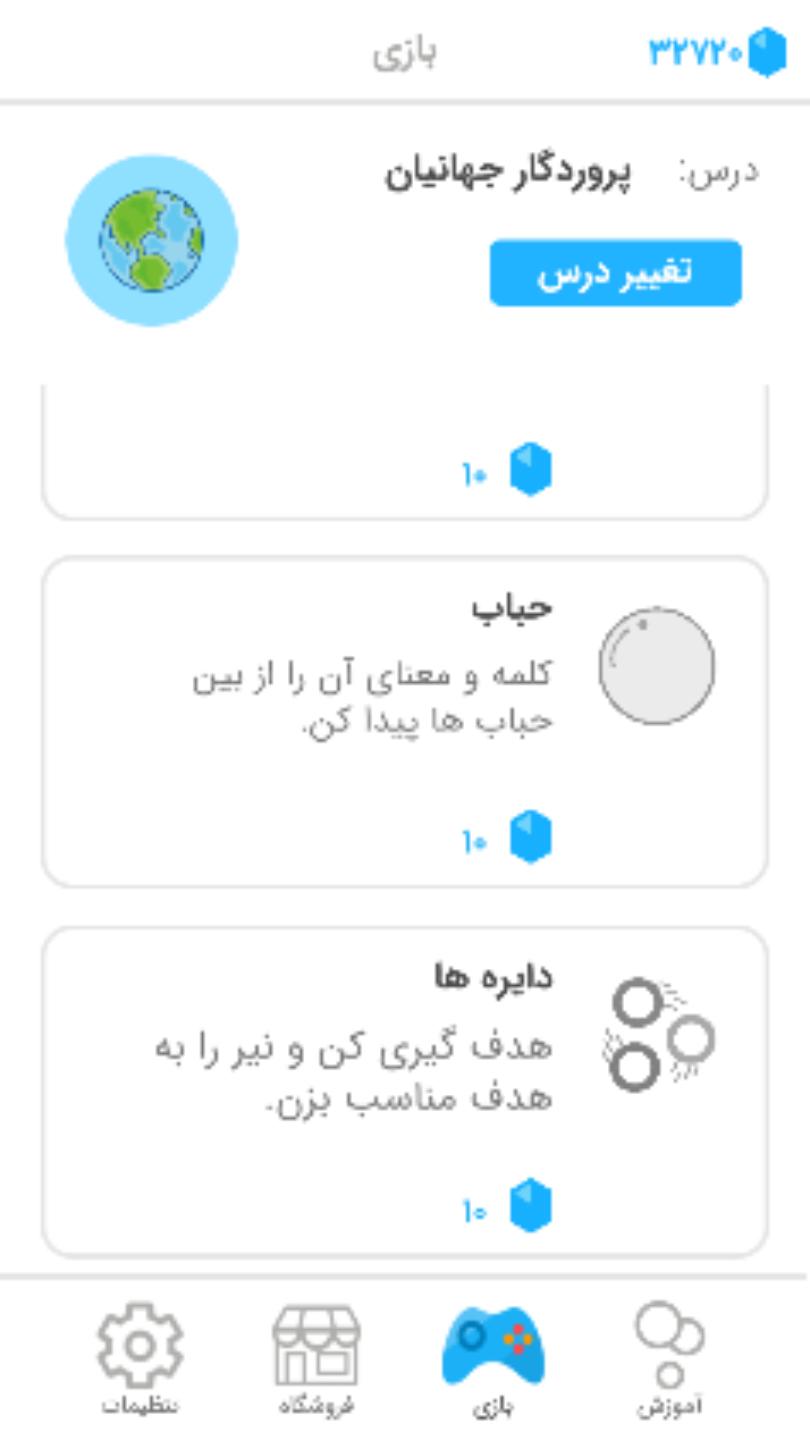 بازی
۳۲۷۲۰
درس: پروردگار جهانیان
تغییر درس
۱۰
حباب
کلمه و معنای آن را از بین
حباب ها پیدا کن.
۱۰
دایره ها
هدف گیری کن و نیر را به
هدف مناسب بزن.
۱۰
آموزش
بازی
فروشگاه
تنظیمات